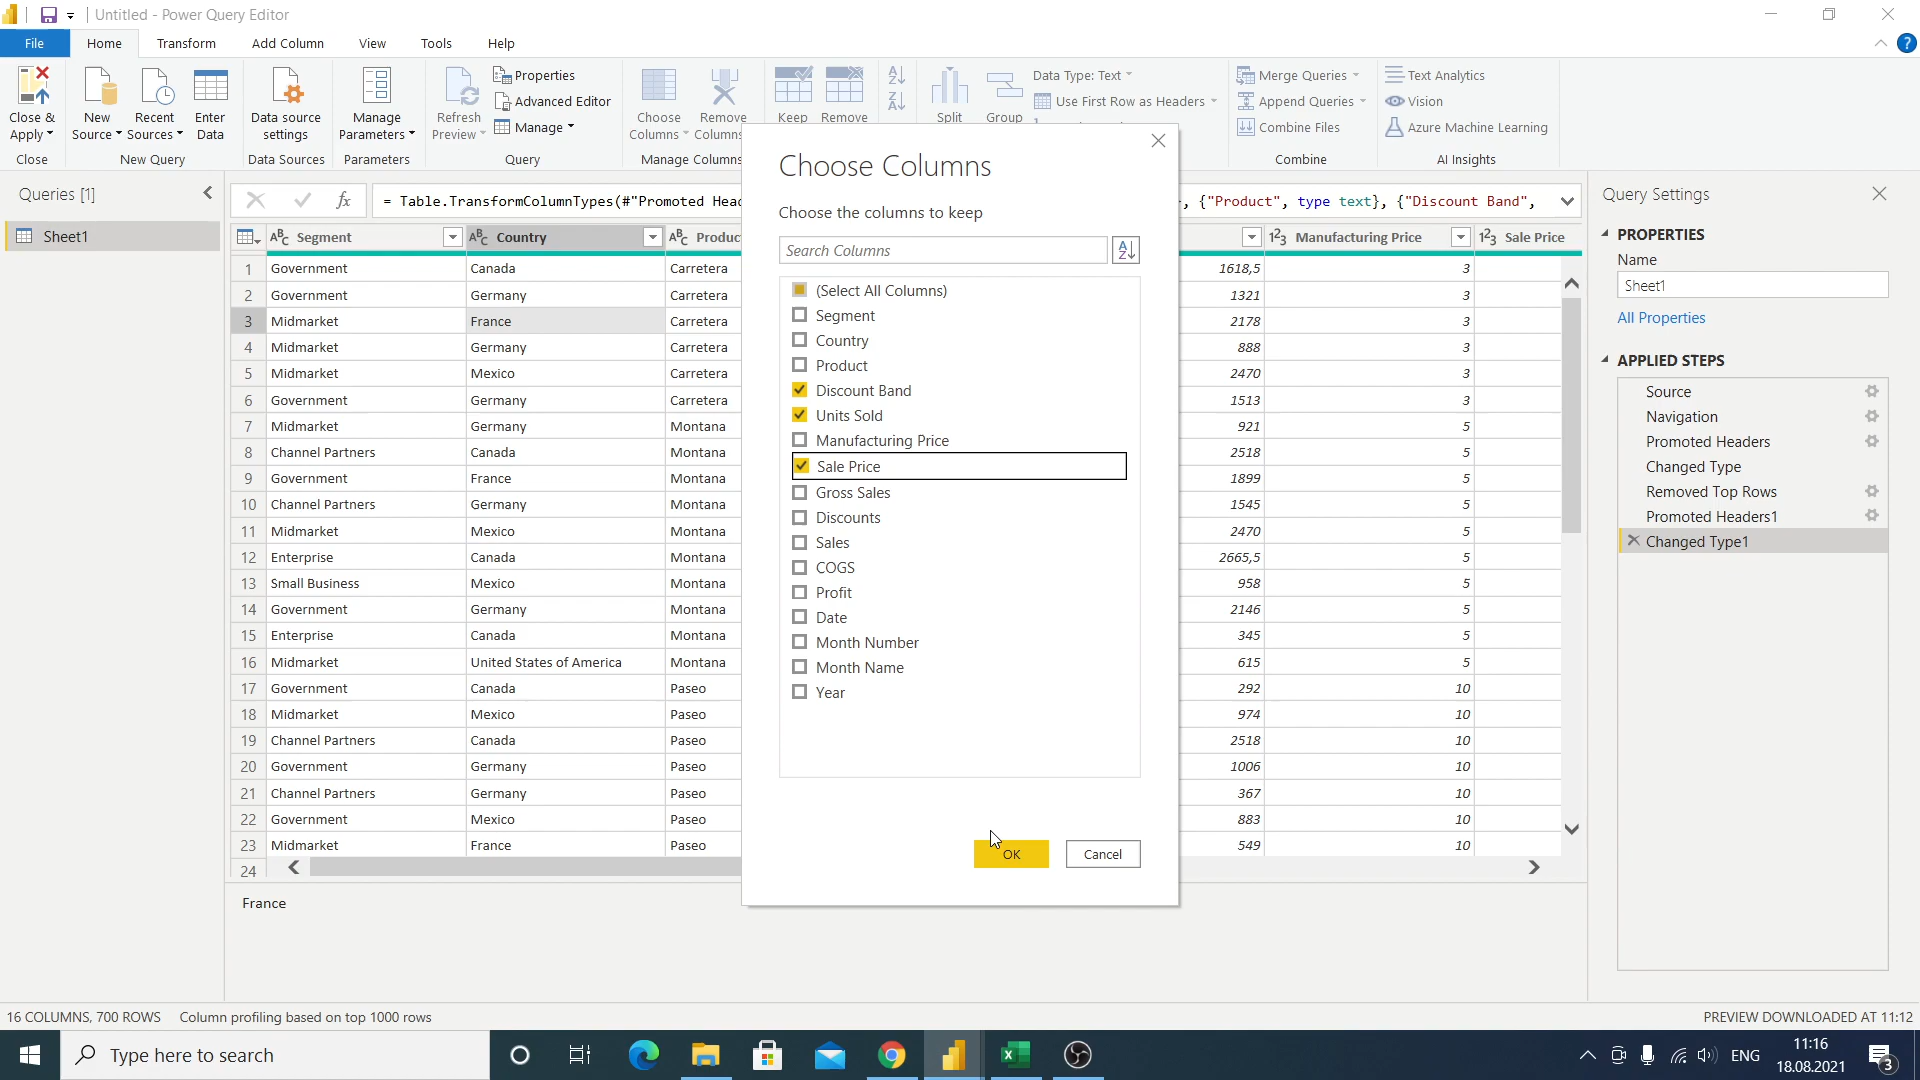 Untitled - Power Query Editor
File
Home
Transform
Add Column
View
Tools
Help
?
Close &
Apply
New
Source
Recent
Sources
Enter
Data
Data source
settings
Manage
Parameters
Refresh
Preview
Properties
Advanced Editor
Manage
Choose
Columns
Remove
Columns
Keep
Remove
Split
Group
Data Type: Text
Use First Row as Headers
Merge Queries
Append Queries
Combine Files
Text Analytics
Vision
Azure Machine Learning
Close
New Query
Data Sources
Parameters
Query
Manage Columns
Combine
AI Insights
Queries [1]
Sheet1
fx
= Table.TransformColumnTypes(#"Promoted Head
, {"Product", type text}, {"Discount Band",
Segment
Country
Produc
Manufacturing Price
Sale Price
1 Government Canada Carretera 1618,5 3
2 Government Germany Carretera 1321 3
3 Midmarket France Carretera 2178 3
4 Midmarket Germany Carretera 888 3
5 Midmarket Mexico Carretera 2470 3
6 Government Germany Carretera 1513 3
7 Midmarket Germany Montana 921 5
8 Channel Partners Canada Montana 2518 5
9 Government France Montana 1899 5
10 Channel Partners Germany Montana 1545 5
11 Midmarket Mexico Montana 2470 5
12 Enterprise Canada Montana 2665,5 5
13 Small Business Mexico Montana 958 5
14 Government Germany Montana 2146 5
15 Enterprise Canada Montana 345 5
16 Midmarket United States of America Montana 615 5
17 Government Canada Paseo 292 10
18 Midmarket Mexico Paseo 974 10
19 Channel Partners Canada Paseo 2518 10
20 Government Germany Paseo 1006 10
21 Channel Partners Germany Paseo 367 10
22 Government Mexico Paseo 883 10
23 Midmarket France Paseo 549 10
24
France
Choose Columns
Choose the columns to keep
Search Columns
(Select All Columns)
Segment
Country
Product
Discount Band
Units Sold
Manufacturing Price
Sale Price
Gross Sales
Discounts
Sales
COGS
Profit
Date
Month Number
Month Name
Year
OK
Cancel
Query Settings
PROPERTIES
Name
Sheet1
All Properties
APPLIED STEPS
Source
Navigation
Promoted Headers
Changed Type
Removed Top Rows
Promoted Headers1
Changed Type1
16 COLUMNS, 700 ROWS
Column profiling based on top 1000 rows
PREVIEW DOWNLOADED AT 11:12
Type here to search
ENG
11:16
18.08.2021
3